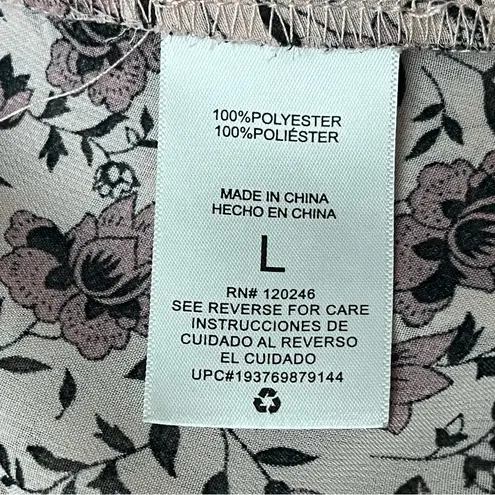 100%POLYESTER
100%POLIÉSTER
MADE IN CHINA
HECHO EN CHINA
L
RN# 120246
SEE REVERSE FOR CARE
INSTRUCCIONES DE
CUIDADO AL REVERSO
EL CUIDADO
UPC#193769879144